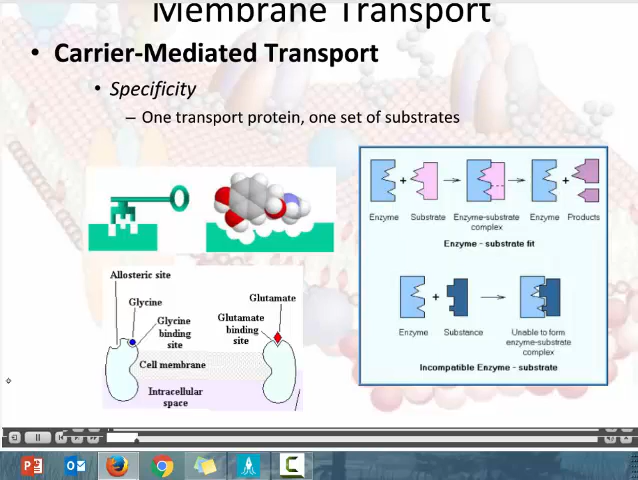 Membrane Transport
• Carrier-Mediated Transport
• Specificity
– One transport protein, one set of substrates
Enzyme + Substrate → Enzyme-substrate complex → Enzyme + Products
Enzyme - substrate fit
Enzyme + Substance → Unable to form enzyme-substrate complex
Incompatible Enzyme - substrate
Allosteric site
Glycine
Glycine
binding
site
Glutamate
Glutamate
binding
site
Cell membrane
Intracellular
space